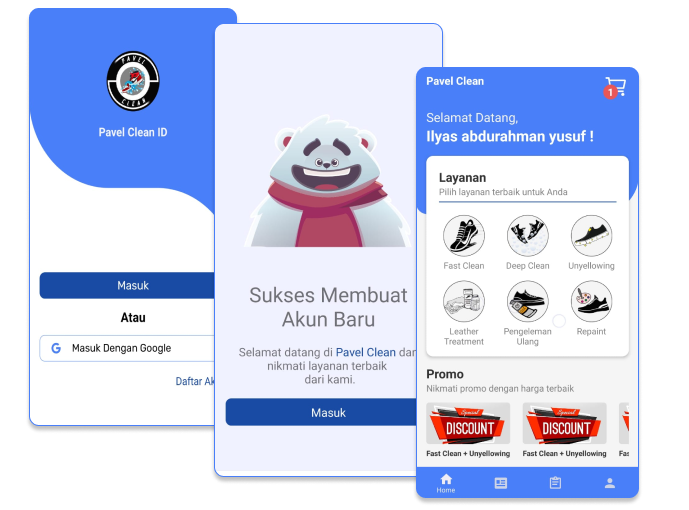 PAVEL
CLEAN
Pavel Clean ID
Masuk
Atau
G Masuk Dengan Google
Daftar Ak
Sukses Membuat
Akun Baru
Selamat datang di Pavel Clean dan
nikmati layanan terbaik
dari kami.
Masuk
Pavel Clean
1
Selamat Datang,
Ilyas abdurahman yusuf !
Layanan
Pilih layanan terbaik untuk Anda
Fast Clean
Deep Clean
Unyellowing
Leather
Treatment
Pengeleman
Ulang
Repaint
Promo
Nikmati promo dengan harga terbaik
Special
DISCOUNT
Fast Clean + Unyellowing
Special
DISCOUNT
Fast Clean + Unyellowing
Fast
Home